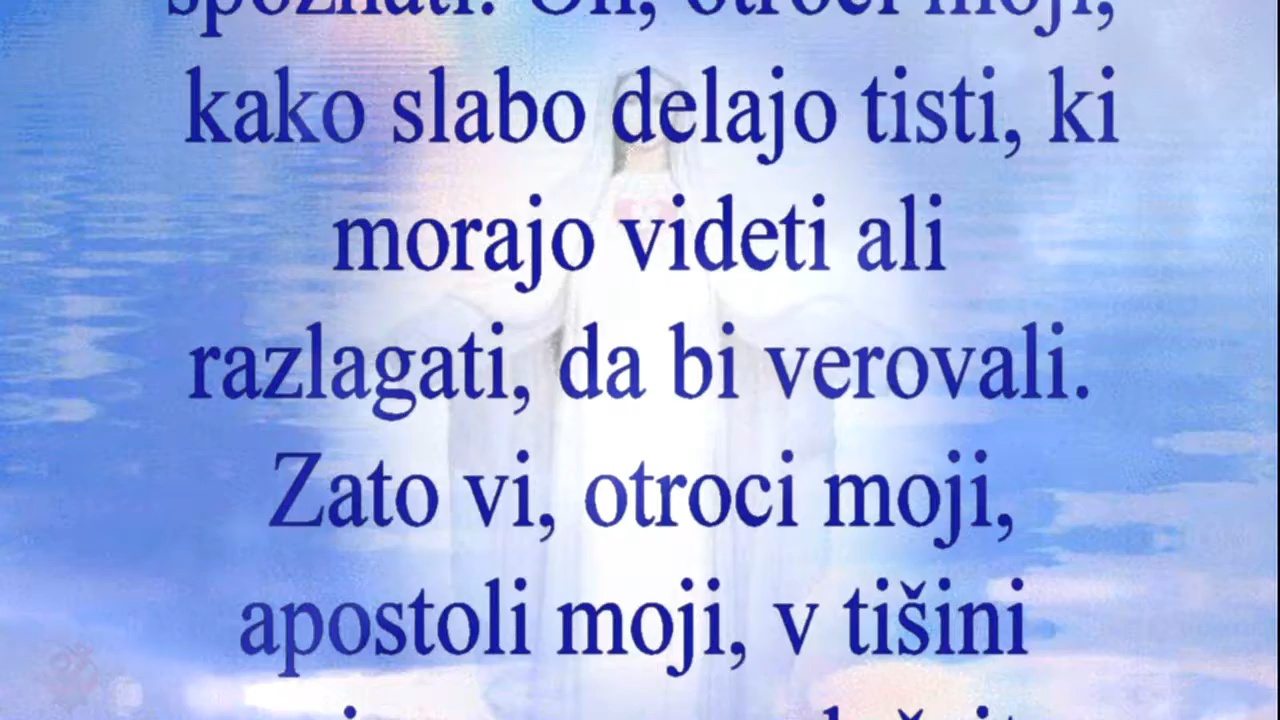 spoznati. Oh, otroci moji,
kako slabo delajo tisti, ki
morajo videti ali
razlagati, da bi verovali.
Zato vi, otroci moji,
apostoli moji, v tišini